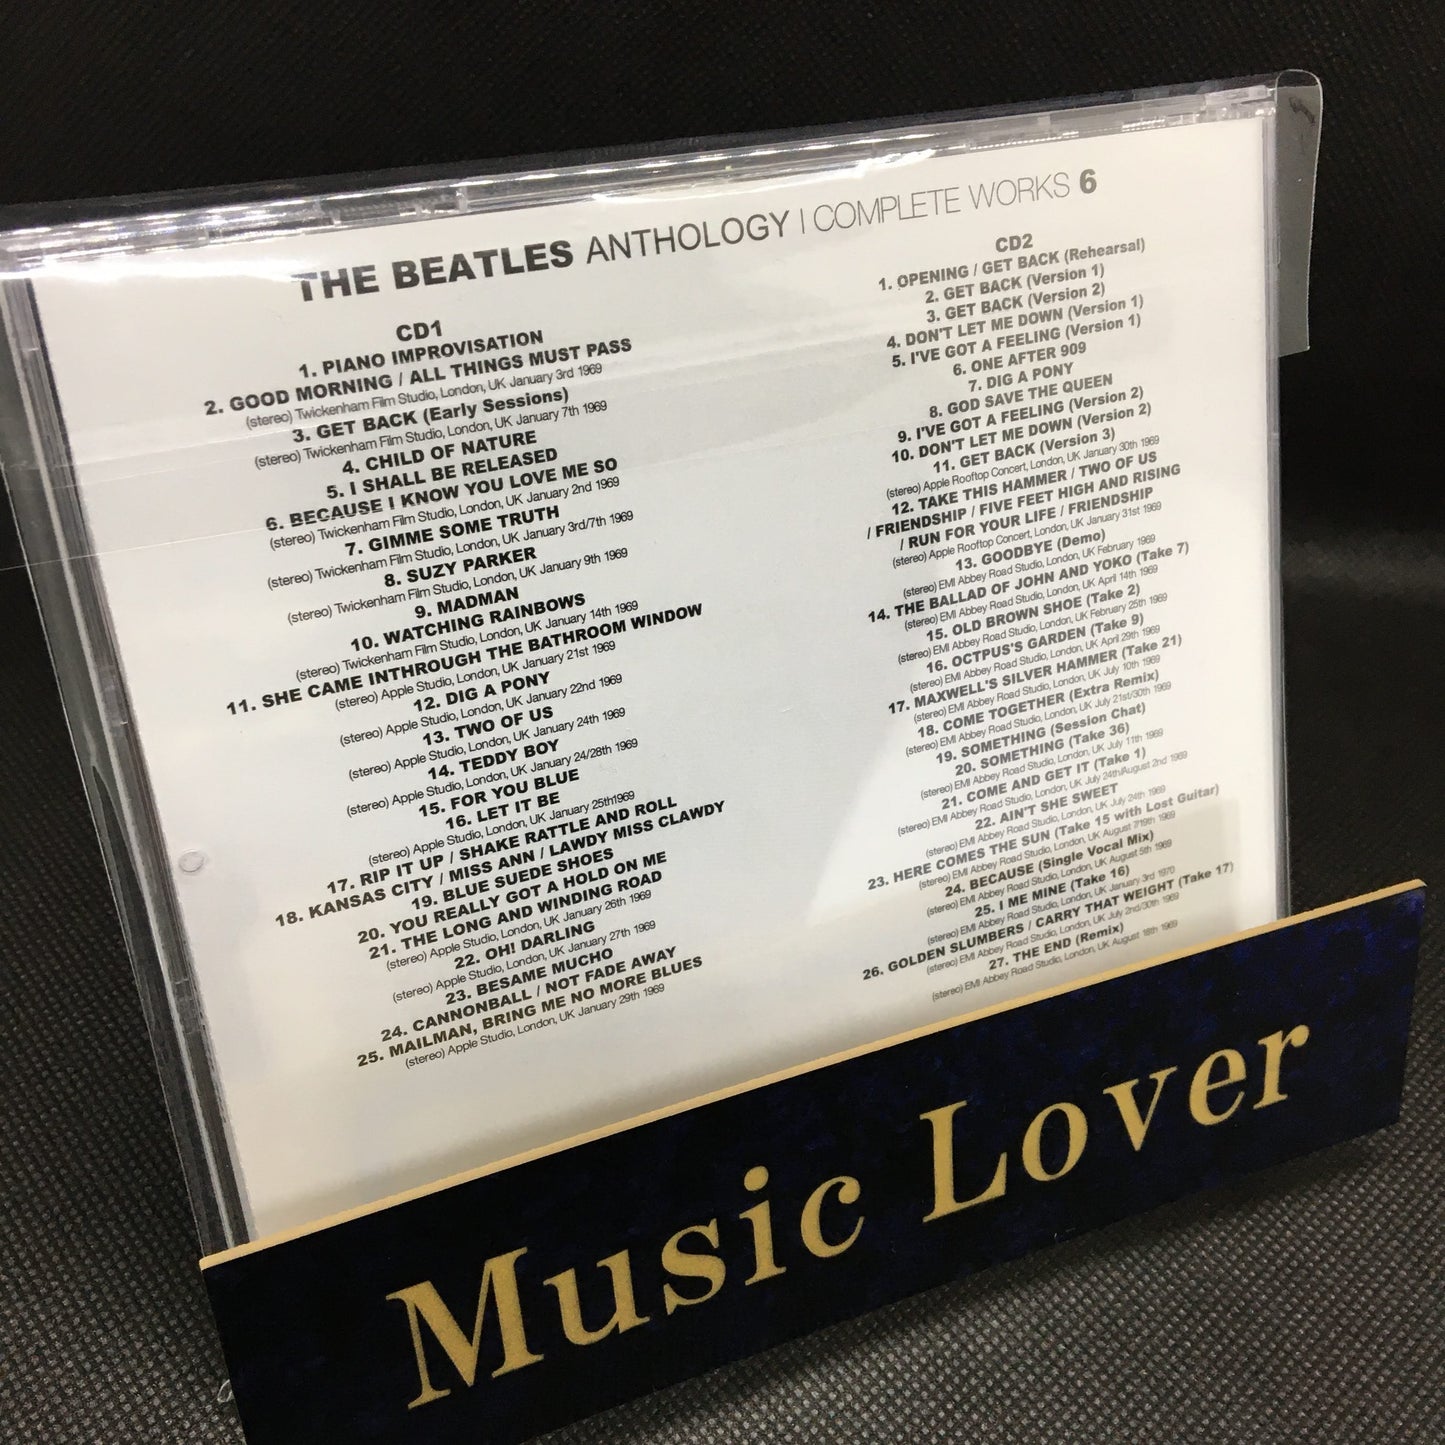 THE BEATLES ANTHOLOGY | COMPLETE WORKS 6
CD1
1. PIANO IMPROVISATION
2. GOOD MORNING / ALL THINGS MUST PASS
(stereo) Twickenham Film Studio, London, UK January 3rd 1969
3. GET BACK (Early Sessions)
(stereo) Twickenham Film Studio, London, UK January 7th 1969
4. CHILD OF NATURE
5. I SHALL BE RELEASED
6. BECAUSE I KNOW YOU LOVE ME SO
(stereo) Twickenham Film Studio, London, UK January 2nd 1969
7. GIMME SOME TRUTH
(stereo) Twickenham Film Studio, London, UK January 3rd/7th 1969
8. SUZY PARKER
(stereo) Twickenham Film Studio, London, UK January 9th 1969
9. MADMAN
10. WATCHING RAINBOWS
(stereo) Twickenham Film Studio, London, UK January 14th 1969
11. SHE CAME INTHROUGH THE BATHROOM WINDOW
(stereo) Apple Studio, London, UK January 21st 1969
12. DIG A PONY
(stereo) Apple Studio, London, UK January 22nd 1969
13. TWO OF US
(stereo) Apple Studio, London, UK January 24th 1969
14. TEDDY BOY
(stereo) Apple Studio, London, UK January 24/28th 1969
15. FOR YOU BLUE
16. LET IT BE
(stereo) Apple Studio, London, UK January 25th1969
17. RIP IT UP / SHAKE RATTLE AND ROLL
18. KANSAS CITY / MISS ANN / LAWDY MISS CLAWDY
19. BLUE SUEDE SHOES
20. YOU REALLY GOT A HOLD ON ME
21. THE LONG AND WINDING ROAD
(stereo) Apple Studio, London, UK January 26th 1969
22. OH! DARLING
(stereo) Apple Studio, London, UK January 27th 1969
23. BESAME MUCHO
24. CANNONBALL / NOT FADE AWAY
25. MAILMAN, BRING ME NO MORE BLUES
(stereo) Apple Studio, London, UK January 29th 1969
CD2
1. OPENING / GET BACK (Rehearsal)
2. GET BACK (Version 1)
3. GET BACK (Version 2)
4. DON'T LET ME DOWN (Version 1)
5. I'VE GOT A FEELING (Version 1)
6. ONE AFTER 909
7. DIG A PONY
8. GOD SAVE THE QUEEN
9. I'VE GOT A FEELING (Version 2)
10. DON'T LET ME DOWN (Version 2)
11. GET BACK (Version 3)
(stereo) Apple Rooftop Concert, London, UK January 30th 1969
12. TAKE THIS HAMMER / TWO OF US
/ FRIENDSHIP / FIVE FEET HIGH AND RISING
/ RUN FOR YOUR LIFE / FRIENDSHIP
(stereo) Apple Rooftop Concert, London, UK January 31st 1969
13. GOODBYE (Demo)
(stereo) EMI Abbey Road Studio, London, UK February 1969
14. THE BALLAD OF JOHN AND YOKO (Take 7)
(stereo) EMI Abbey Road Studio, London, UK April 14th 1969
15. OLD BROWN SHOE (Take 2)
(stereo) EMI Abbey Road Studio, London, UK February 25th 1969
16. OCTPUS'S GARDEN (Take 9)
(stereo) EMI Abbey Road Studio, London, UK April 29th 1969
17. MAXWELL'S SILVER HAMMER (Take 21)
(stereo) EMI Abbey Road Studio, London, UK July 10th 1969
18. COME TOGETHER (Extra Remix)
(stereo) EMI Abbey Road Studio, London, UK July 21st/30th 1969
19. SOMETHING (Session Chat)
20. SOMETHING (Take 36)
(stereo) EMI Abbey Road Studio, London, UK July 11th 1969
21. COME AND GET IT (Take 1)
(stereo) EMI Abbey Road Studio, London, UK July 24th/August 2nd 1969
22. AIN'T SHE SWEET
(stereo) EMI Abbey Road Studio, London, UK July 24th 1969
23. HERE COMES THE SUN (Take 15 with Lost Guitar)
(stereo) EMI Abbey Road Studio, London, UK August 7/19th 1969
24. BECAUSE (Single Vocal Mix)
(stereo) EMI Abbey Road Studio, London, UK August 5th 1969
25. I ME MINE (Take 16)
(stereo) EMI Abbey Road Studio, London, UK January 3rd 1970
26. GOLDEN SLUMBERS / CARRY THAT WEIGHT (Take 17)
(stereo) EMI Abbey Road Studio, London, UK July 2nd/30th 1969
27. THE END (Remix)
(stereo) EMI Abbey Road Studio, London, UK August 18th 1969
Music Lover